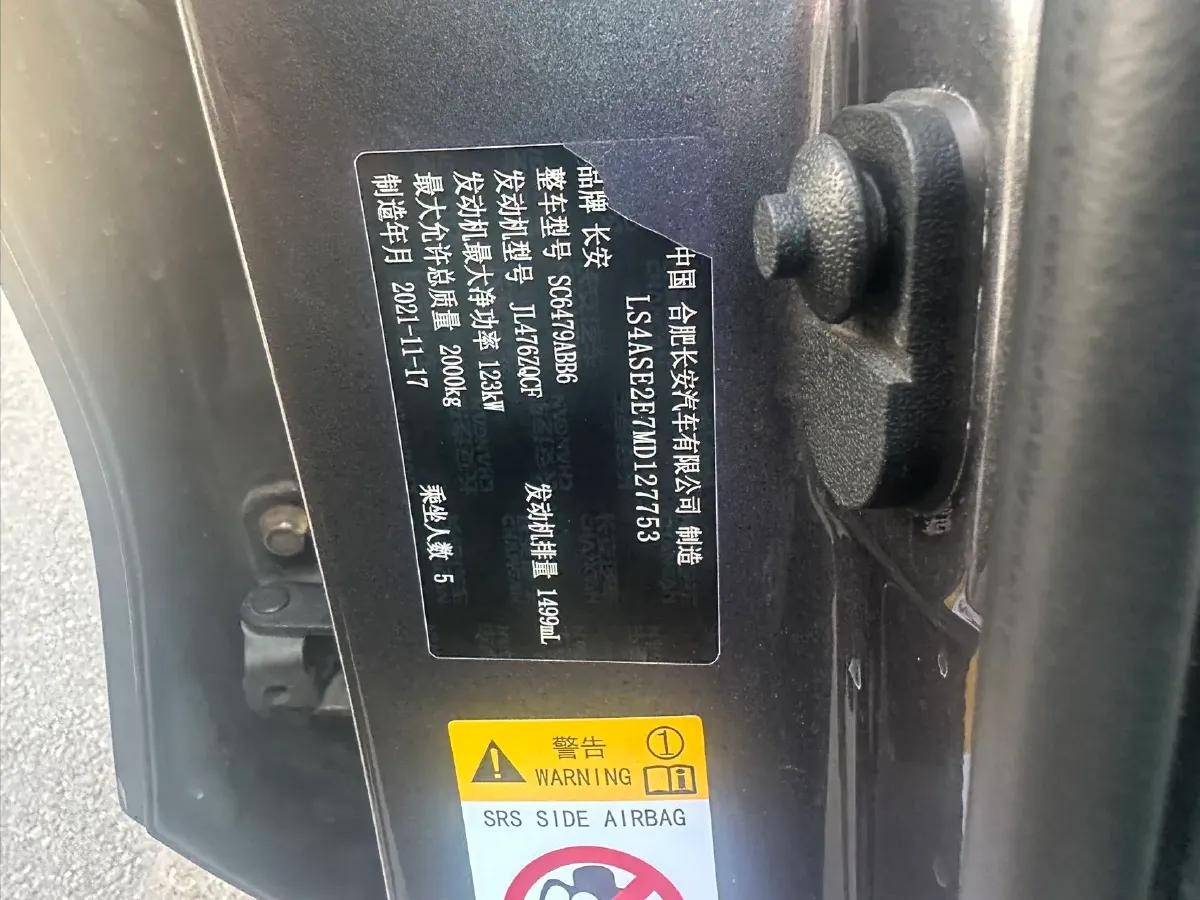 中国 合肥长安汽车有限公司 制造
LS4ASE2E7MD127753
品牌 长安
整车型号 SC6479ABB6
发动机型号 JL476ZQCF 发动机排量 1499mL
发动机最大净功率 123kW
最大允许总质量 2000kg
制造年月 2021-11-17 乘坐人数 5
警告 ①
WARNING
SRS SIDE AIRBAG